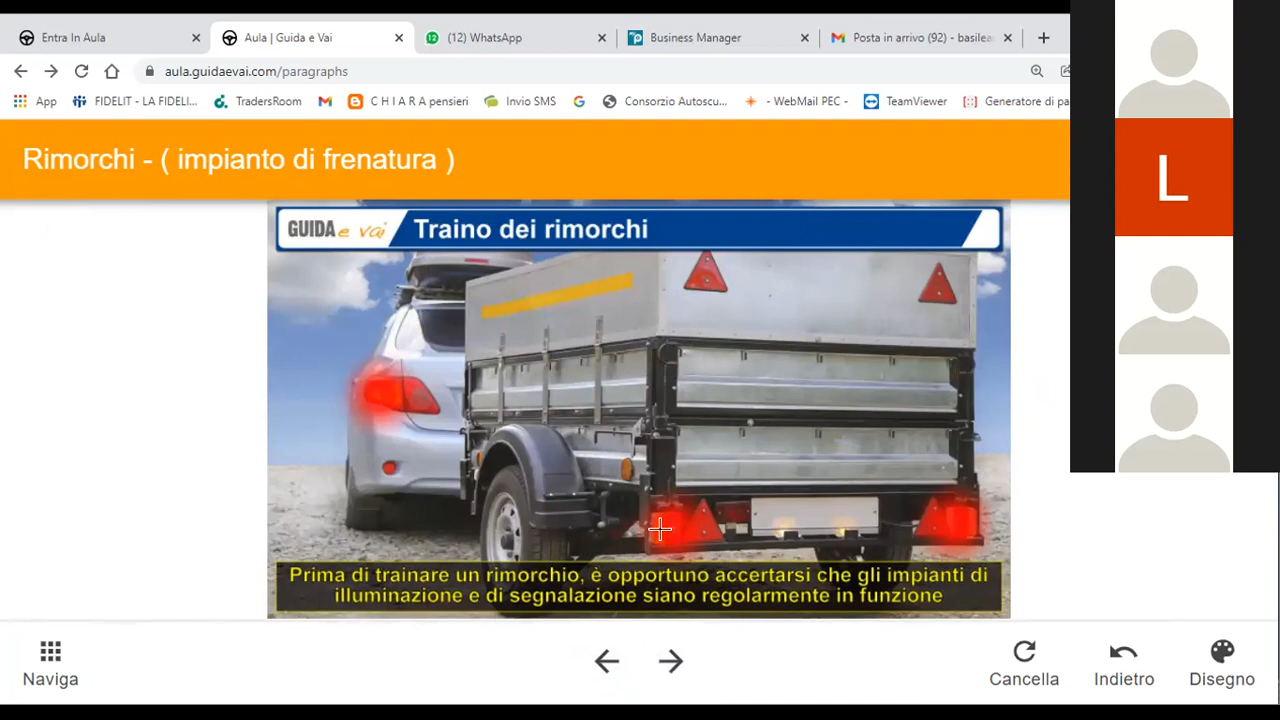 Entra In Aula
Aula | Guida e Vai
(12) WhatsApp
Business Manager
Posta in arrivo (92) - basilea
aula.guidaevai.com/paragraphs
App
FIDELIT - LA FIDELI...
TradersRoom
C H I A R A pensieri
Invio SMS
Consorzio Autoscu...
- WebMail PEC -
TeamViewer
Generatore di pa
Rimorchi - ( impianto di frenatura )
L
GUIDA e vai
Traino dei rimorchi
Prima di trainare un rimorchio, è opportuno accertarsi che gli impianti di
illuminazione e di segnalazione siano regolarmente in funzione
Naviga
Cancella
Indietro
Disegno